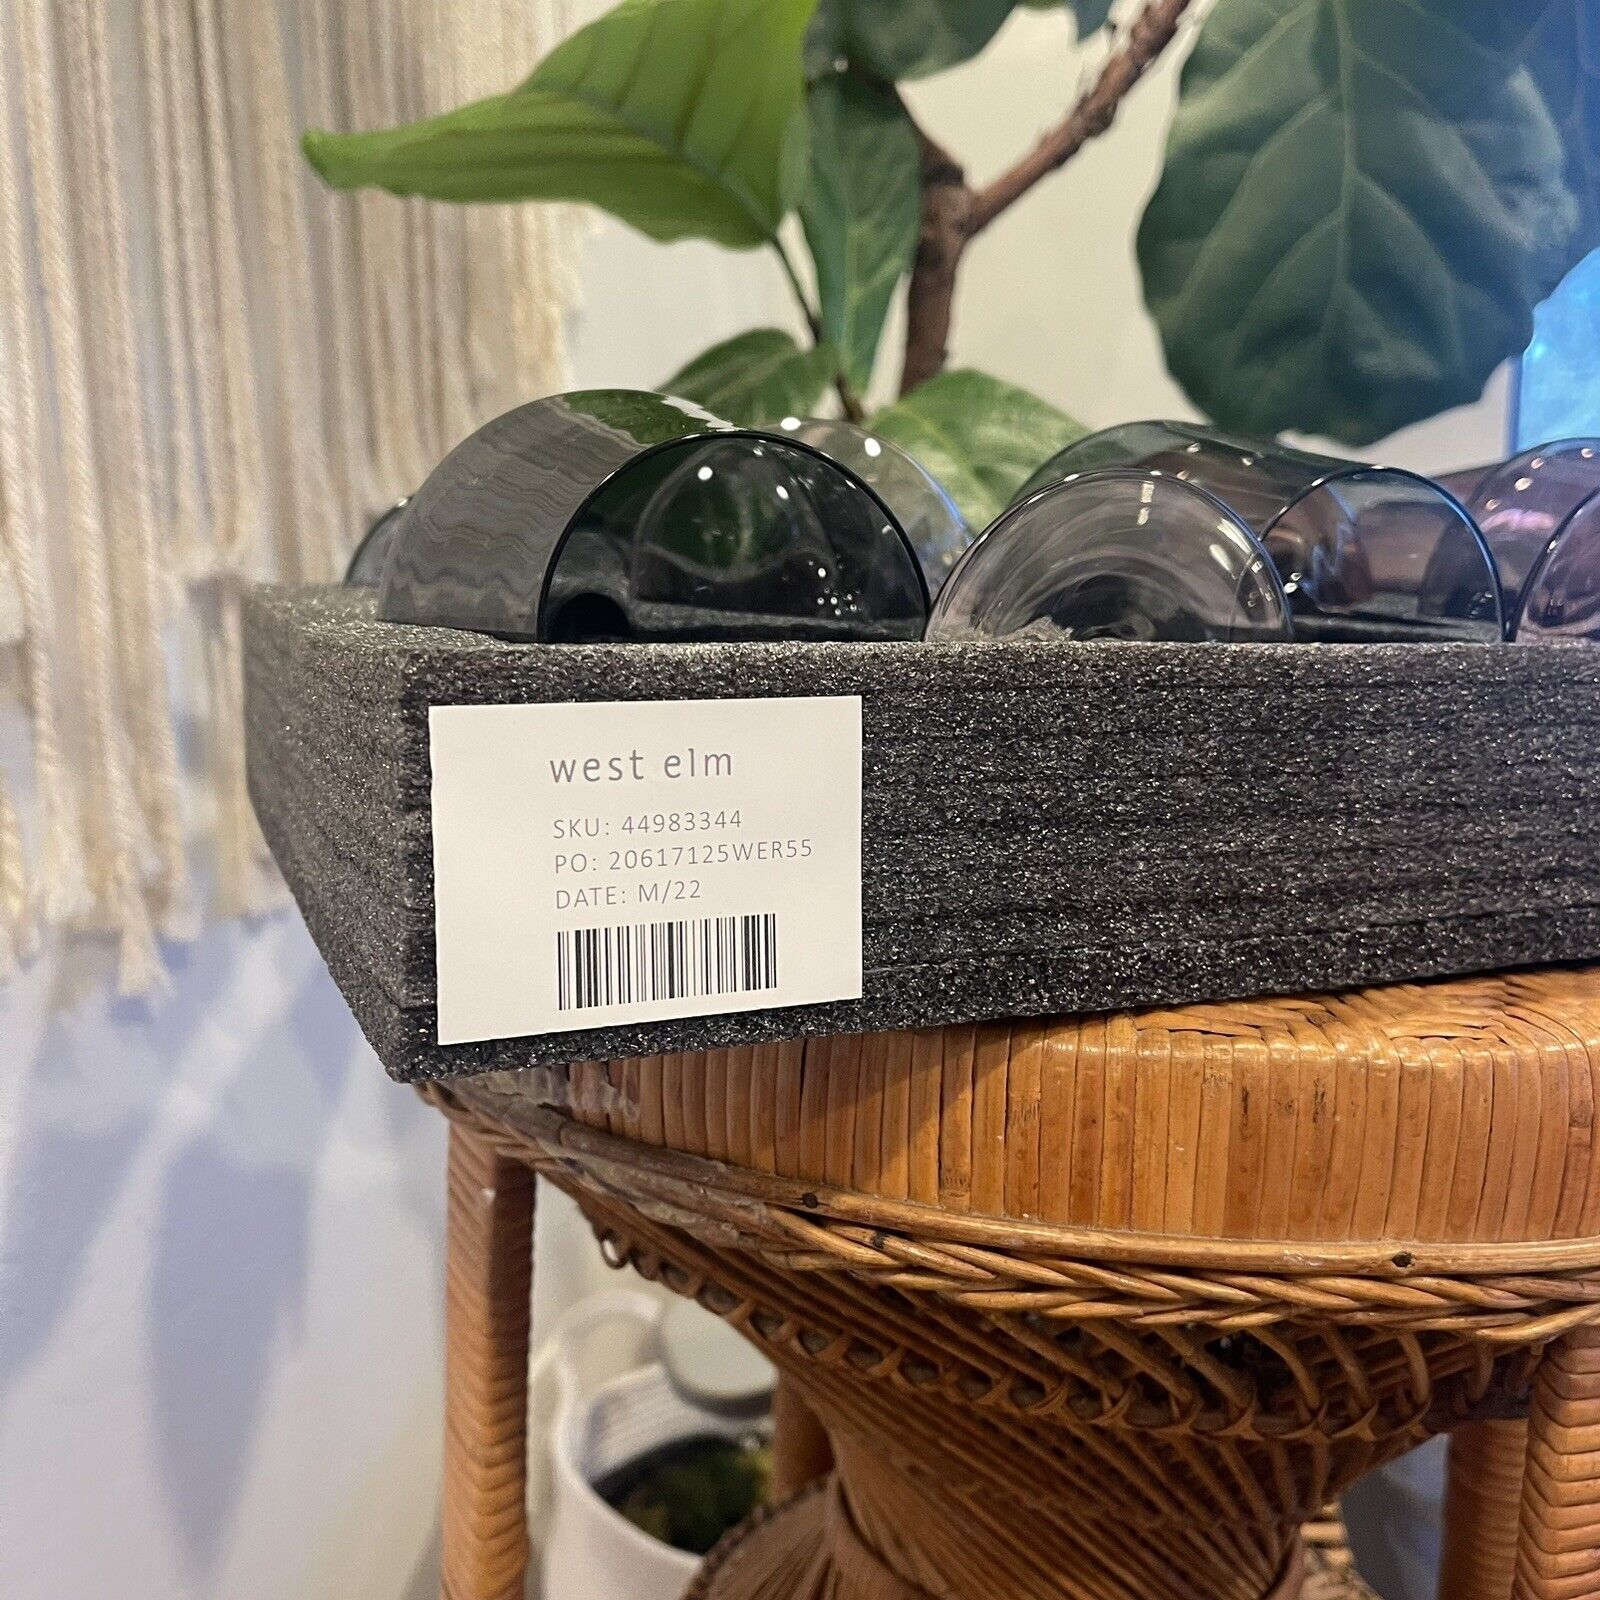 west elm
SKU: 44983344
PO: 20617125WER55
DATE: M/22